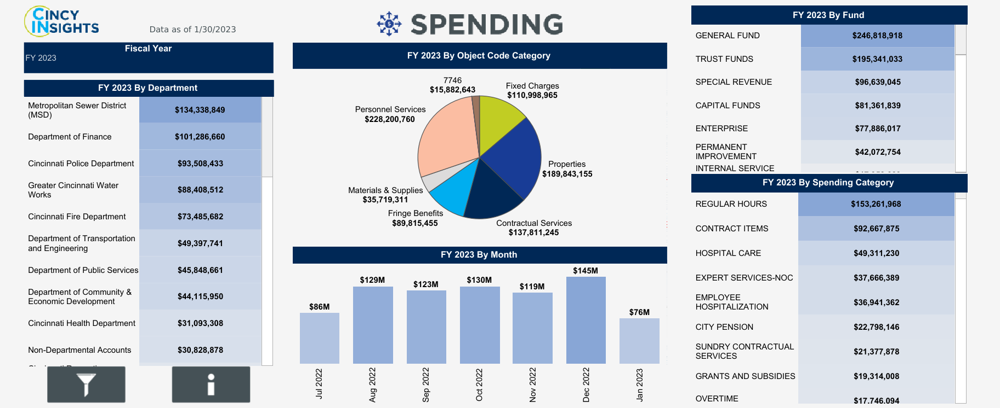 CINCY
INSIGHTS
Data as of 1/30/2023
SPENDING
Fiscal Year
FY 2023
FY 2023 By Department
Metropolitan Sewer District
(MSD)
$134,338,849
Department of Finance
$101,286,660
Cincinnati Police Department
$93,508,433
Greater Cincinnati Water
Works
$88,408,512
Cincinnati Fire Department
$73,485,682
Department of Transportation
and Engineering
$49,397,741
Department of Public Services
$45,848,661
Department of Community &
Economic Development
$44,115,950
Cincinnati Health Department
$31,093,308
Non-Departmental Accounts
$30,828,878
FY 2023 By Object Code Category
7746
$15,882,643
Fixed Charges
$110,998,965
Personnel Services
$228,200,760
Properties
$189,843,155
Materials & Supplies
$35,719,311
Fringe Benefits
$89,815,455
Contractual Services
$137,811,245
FY 2023 By Month
$86M
$129M
$123M
$130M
$119M
$145M
$76M
Jul 2022
Aug 2022
Sep 2022
Oct 2022
Nov 2022
Dec 2022
Jan 2023
FY 2023 By Fund
GENERAL FUND
$246,818,918
TRUST FUNDS
$195,341,033
SPECIAL REVENUE
$96,639,045
CAPITAL FUNDS
$81,361,839
ENTERPRISE
$77,886,017
PERMANENT
IMPROVEMENT
$42,072,754
INTERNAL SERVICE
FY 2023 By Spending Category
REGULAR HOURS
$153,261,968
CONTRACT ITEMS
$92,667,875
HOSPITAL CARE
$49,311,230
EXPERT SERVICES-NOC
$37,666,389
EMPLOYEE
HOSPITALIZATION
$36,941,362
CITY PENSION
$22,798,146
SUNDRY CONTRACTUAL
SERVICES
$21,377,878
GRANTS AND SUBSIDIES
$19,314,008
OVERTIME
$17,746,094